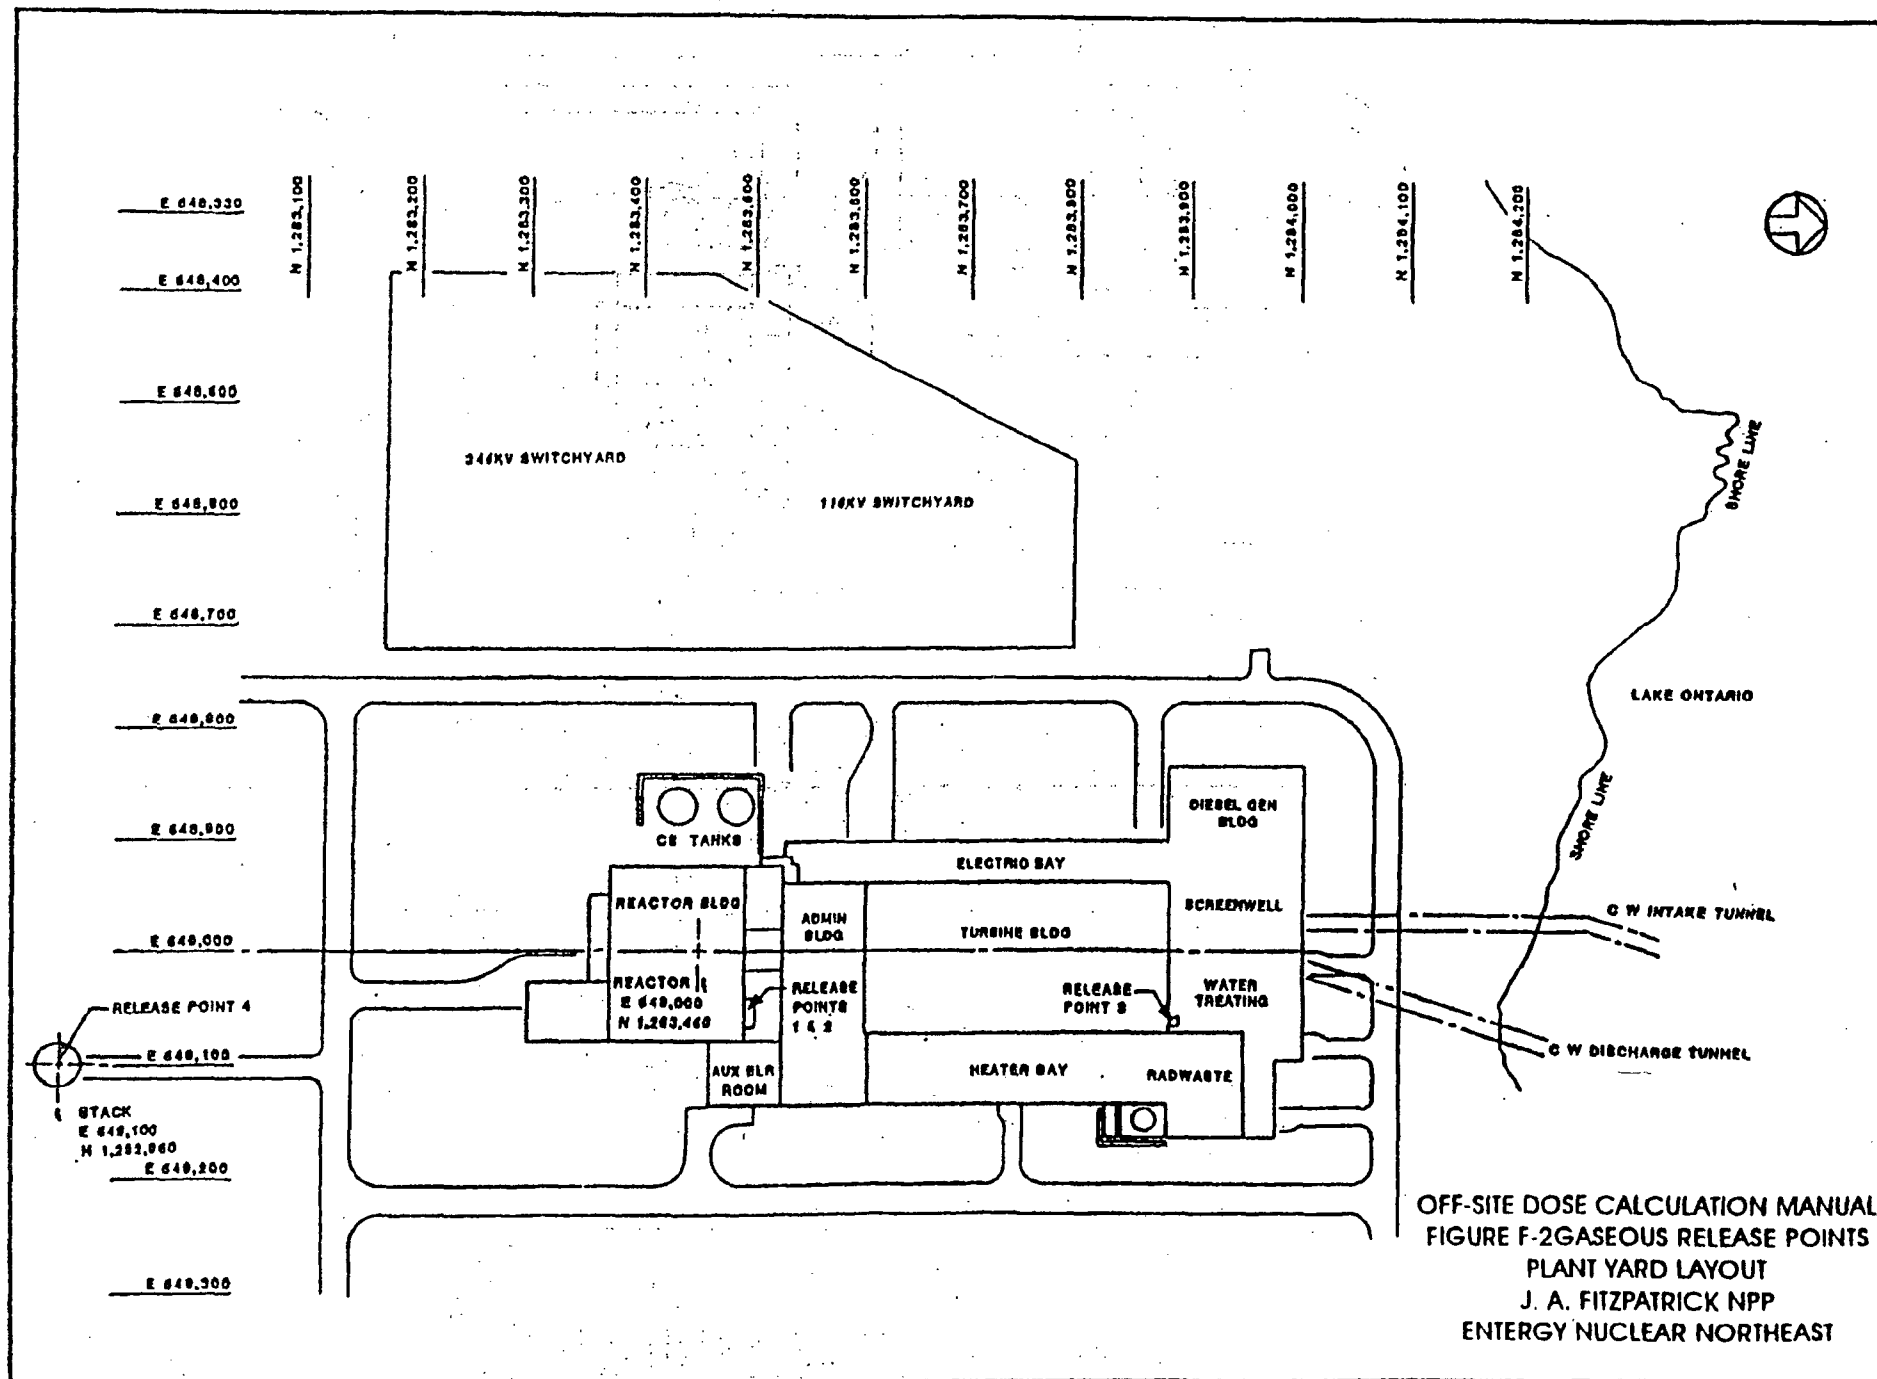 E 648,330
N 1,283,100
N 1,283,200
N 1,283,300
N 1,283,400
N 1,283,500
N 1,283,600
N 1,283,700
N 1,283,800
N 1,283,900
N 1,284,000
N 1,284,100
N 1,284,200
E 648,400
E 648,500
345KV SWITCHYARD
E 648,600
115KV SWITCHYARD
SHORE LINE
E 648,700
LAKE ONTARIO
E 648,800
SHORE LINE
DIESEL GEN
BLDG
E 648,900
CS TANKS
ELECTRIC BAY
REACTOR BLDG
ADMIN
BLDG
TURBINE BLDG
SCREENWELL
C W INTAKE TUNNEL
E 649,000
REACTOR
E 649,000
N 1,283,460
RELEASE
POINTS
1 & 2
RELEASE
POINT 3
WATER
TREATING
RELEASE POINT 4
E 649,100
AUX BLR
ROOM
HEATER BAY
RADWASTE
C W DISCHARGE TUNNEL
STACK
E 649,100
N 1,282,860
E 649,200
E 649,300
OFF-SITE DOSE CALCULATION MANUAL
FIGURE F-2GASEOUS RELEASE POINTS
PLANT YARD LAYOUT
J. A. FITZPATRICK NPP
ENTERGY NUCLEAR NORTHEAST